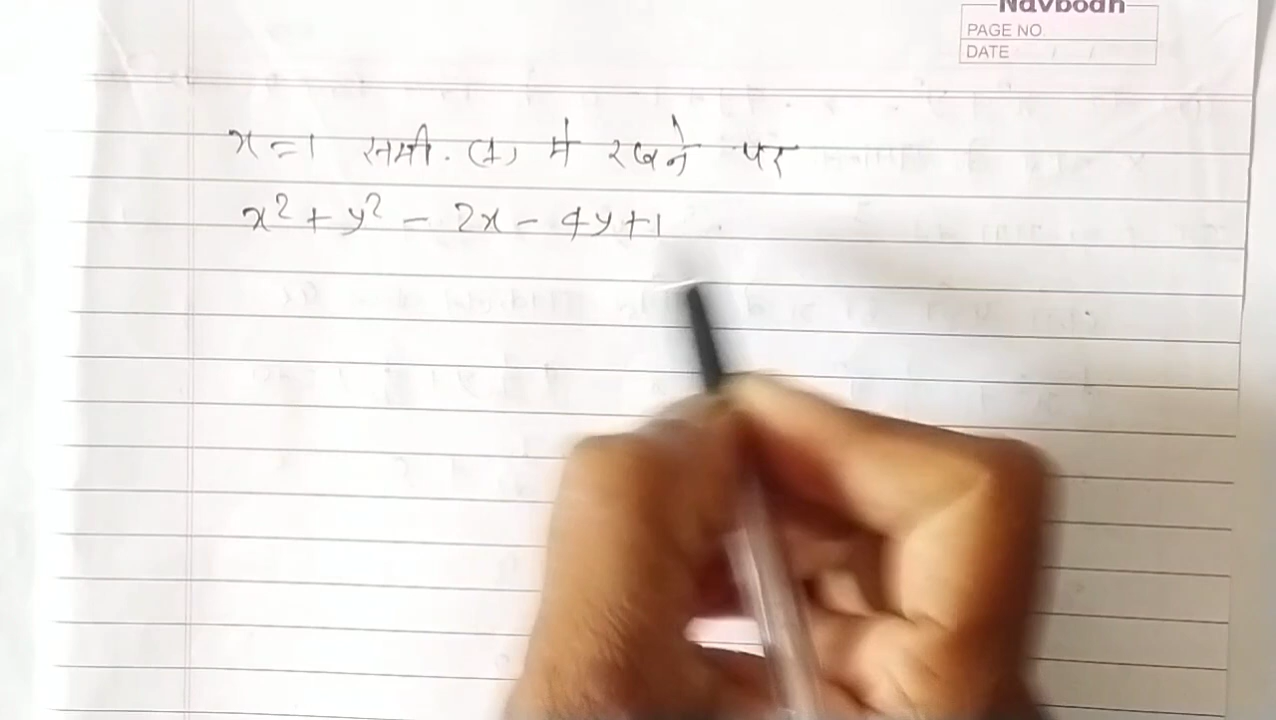 Navbodh
PAGE NO.
DATE / /
x = 1 समी. (1) में रखने पर
x² + y² - 2x - 4y + 1